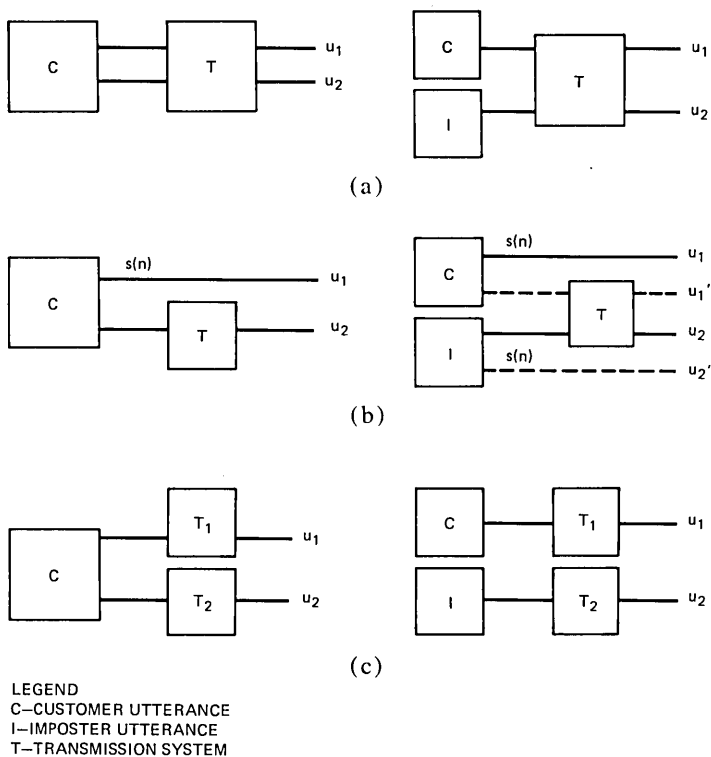 C T u₁ u₂
C I T u₁ u₂
(a)
C s(n) T u₁ u₂
C I s(n) s(n) T u₁ u₁' u₂ u₂'
(b)
C T₁ T₂ u₁ u₂
C I T₁ T₂ u₁ u₂
(c)
LEGEND
C–CUSTOMER UTTERANCE
I–IMPOSTER UTTERANCE
T–TRANSMISSION SYSTEM